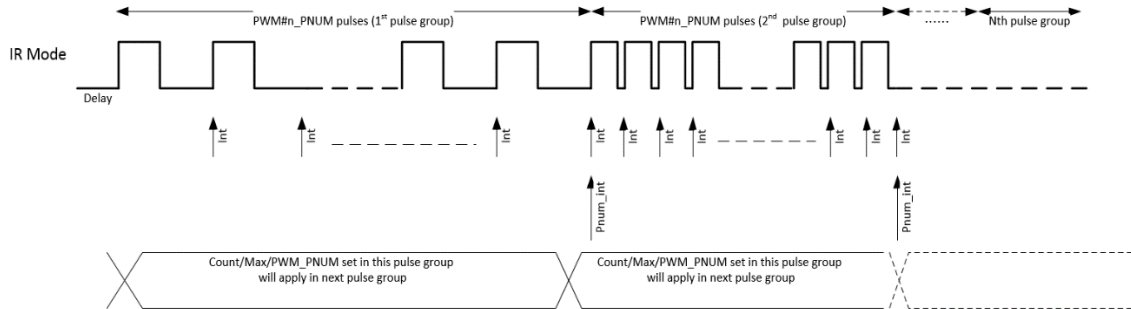 PWM#n_PNUM pulses (1st pulse group)
PWM#n_PNUM pulses (2nd pulse group)
......
Nth pulse group
IR Mode
Delay
Int
Int
Int
Int
Int
Int
Int
Int
Int
Int
Pnum_int
Pnum_int
Count/Max/PWM_PNUM set in this pulse group
will apply in next pulse group
Count/Max/PWM_PNUM set in this pulse group
will apply in next pulse group